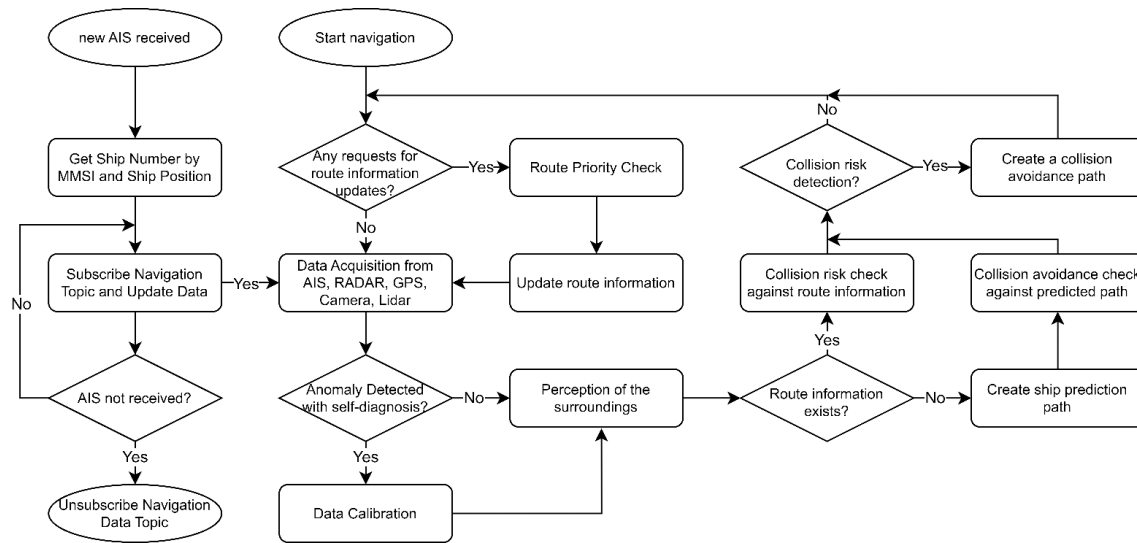 new AIS received
Get Ship Number by
MMSI and Ship Position
Subscribe Navigation
Topic and Update Data
No
Yes
AIS not received?
Yes
Unsubscribe Navigation
Data Topic
Start navigation
Any requests for
route information
updates?
Yes
No
Route Priority Check
Update route information
Data Acquisition from
AIS, RADAR, GPS,
Camera, Lidar
Anomaly Detected
with self-diagnosis?
No
Yes
Data Calibration
Perception of the
surroundings
Route information
exists?
Yes
No
Collision risk check
against route information
Create ship prediction
path
Collision avoidance check
against predicted path
Collision risk
detection?
No
Yes
Create a collision
avoidance path